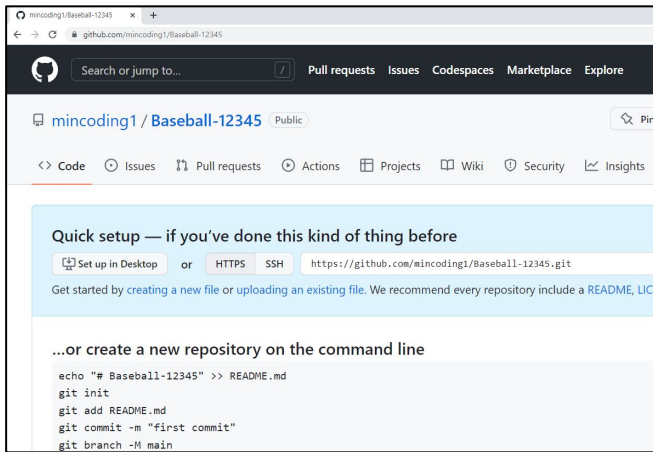 mincoding1/Baseball-12345
github.com/mincoding1/Baseball-12345
Search or jump to... / Pull requests Issues Codespaces Marketplace Explore
mincoding1 / Baseball-12345 Public
<> Code Issues Pull requests Actions Projects Wiki Security Insights
Quick setup — if you've done this kind of thing before
Set up in Desktop or HTTPS SSH https://github.com/mincoding1/Baseball-12345.git
Get started by creating a new file or uploading an existing file. We recommend every repository include a README, LIC
...or create a new repository on the command line
echo "# Baseball-12345" >> README.md
git init
git add README.md
git commit -m "first commit"
git branch -M main